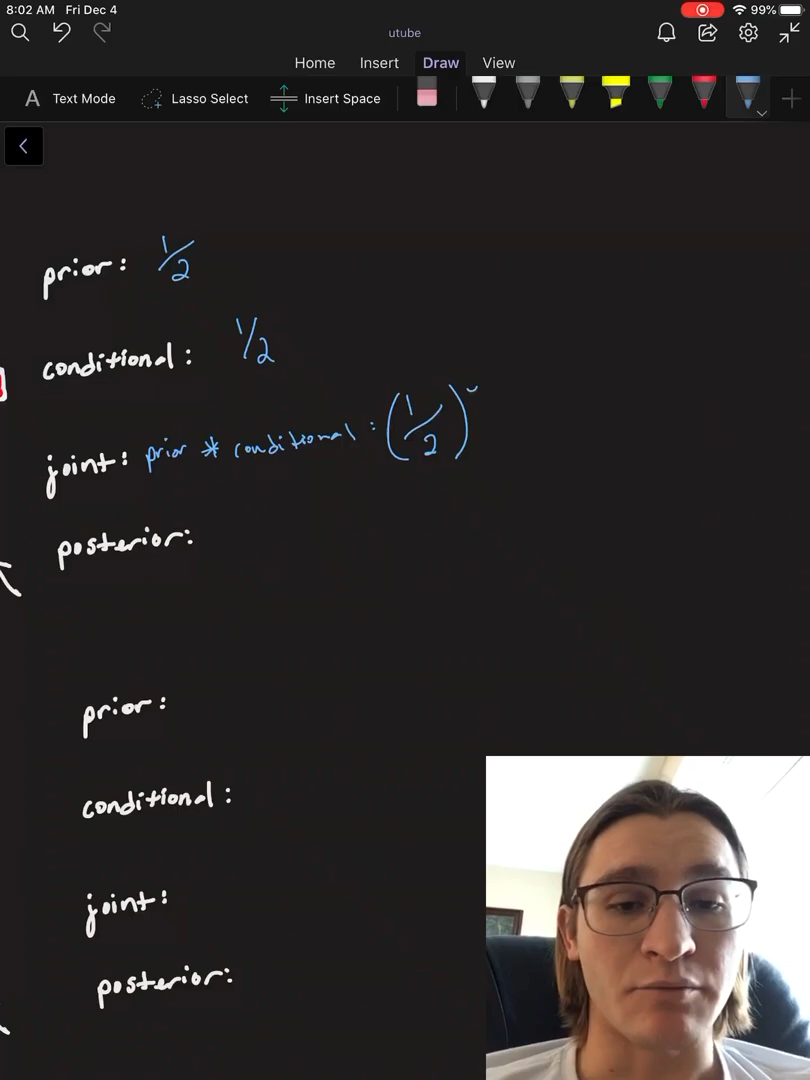 8:02 AM Fri Dec 4 99%
utube
Home Insert Draw View
A Text Mode Lasso Select Insert Space
prior: 1/2
conditional: 1/2
joint: prior * conditional : (1/2)
posterior:
prior:
conditional:
joint:
posterior: